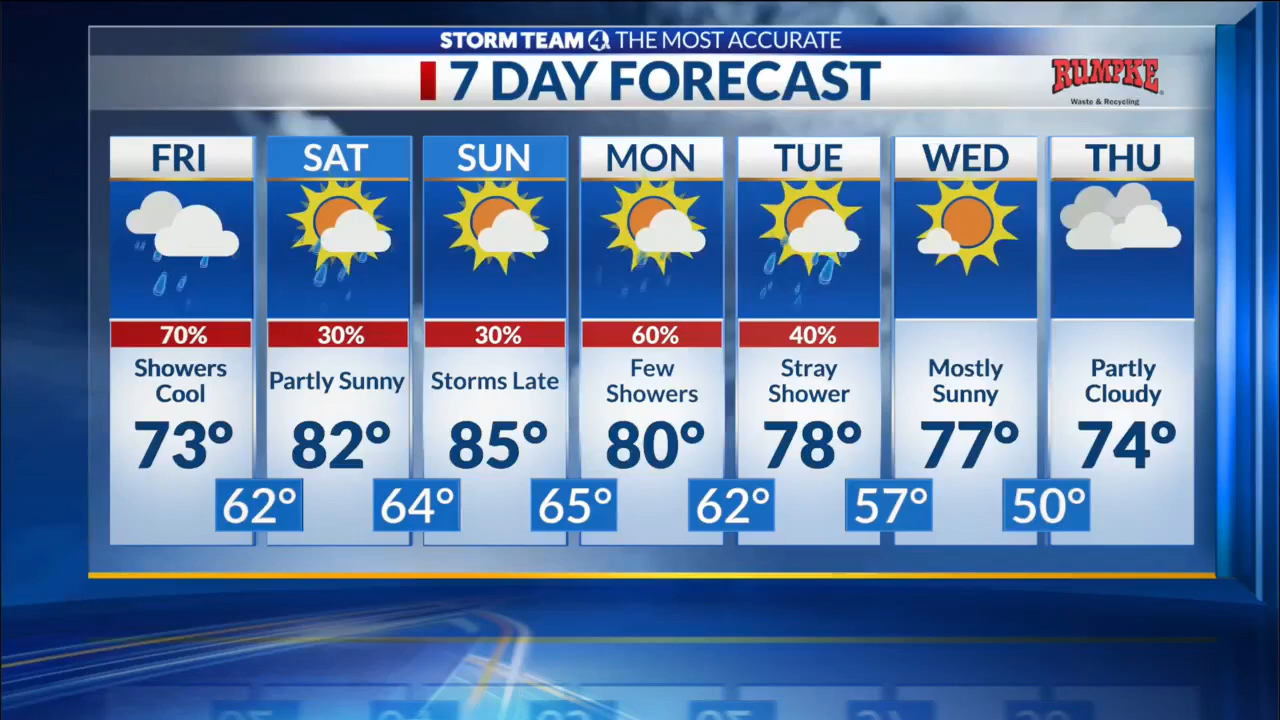 STORM TEAM 4 THE MOST ACCURATE
7 DAY FORECAST
RUMPKE
Waste & Recycling
FRI SAT SUN MON TUE WED THU
70% 30% 30% 60% 40%
Showers
Cool
Partly Sunny
Storms Late
Few
Showers
Stray
Shower
Mostly
Sunny
Partly
Cloudy
73° 82° 85° 80° 78° 77° 74°
62° 64° 65° 62° 57° 50°